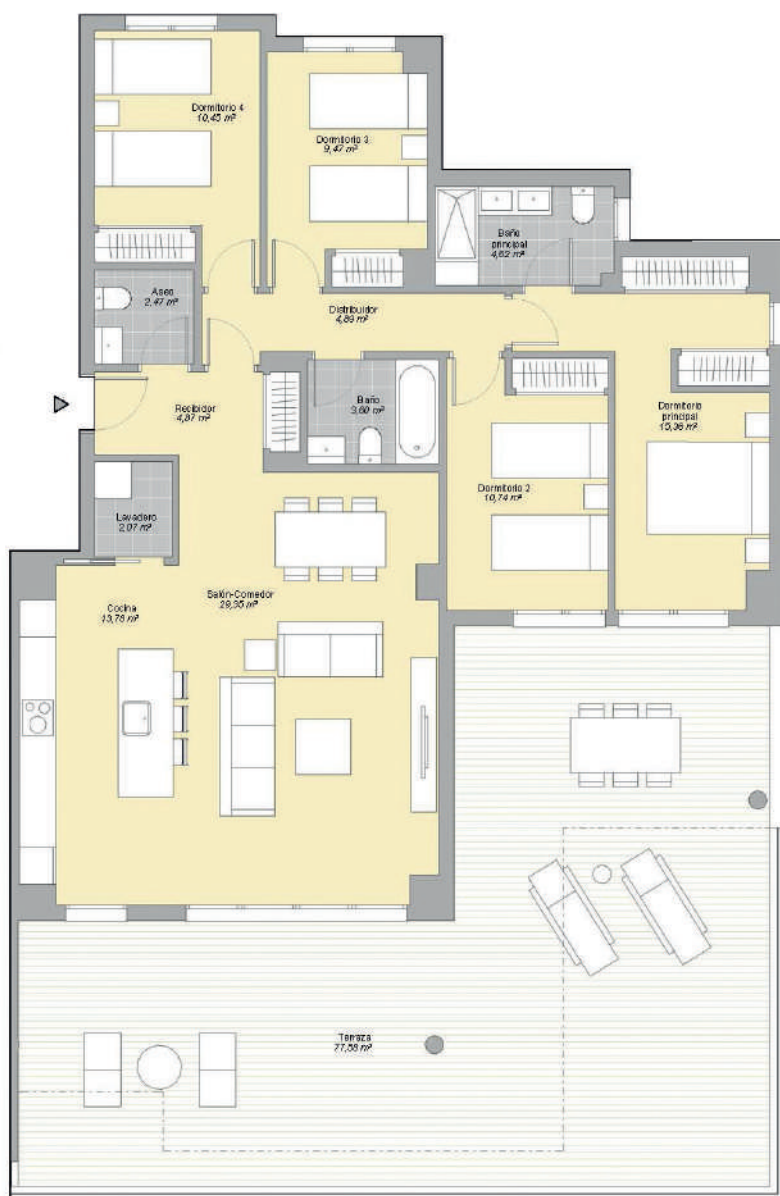 Dormitorio 4
10,45 m²
Dormitorio 3
9,47 m²
Baño
principal
4,62 m²
Aseo
2,47 m²
Distribuidor
4,89 m²
Recibidor
4,87 m²
Baño
3,60 m²
Dormitorio
principal
15,36 m²
Dormitorio 2
10,74 m²
Lavadero
2,07 m²
Cocina
13,76 m²
Salón-Comedor
29,35 m²
Terraza
77,58 m²